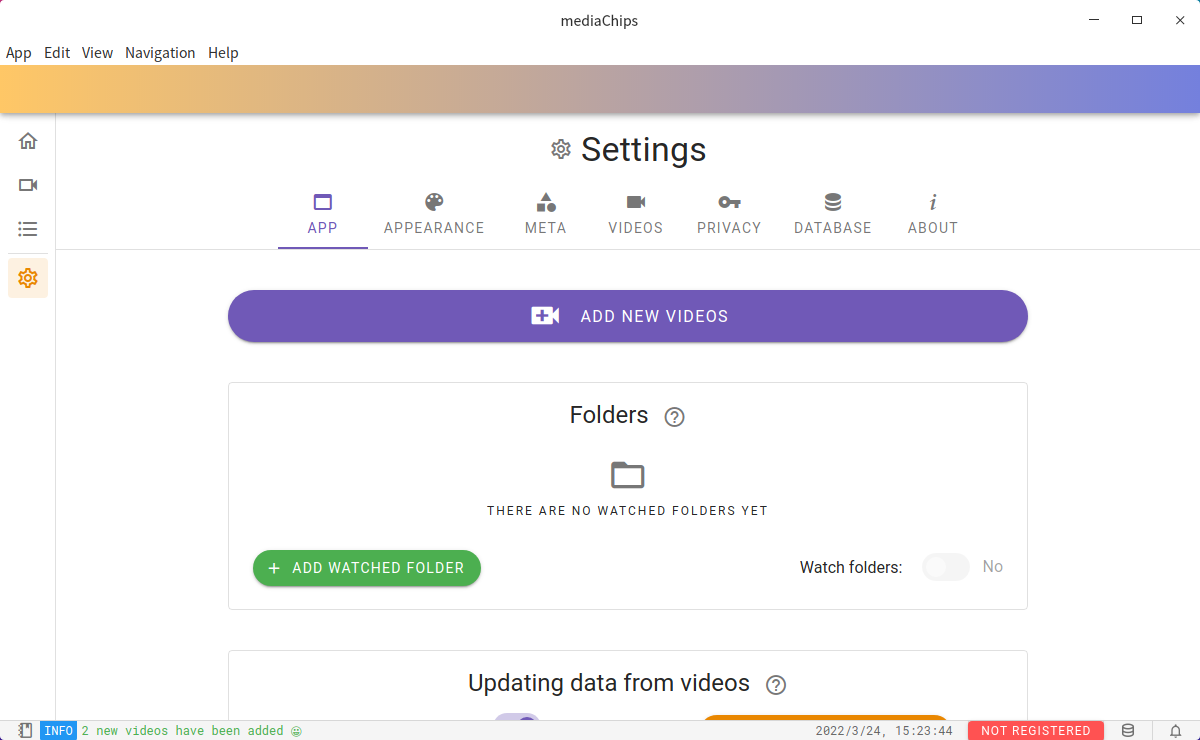 mediaChips
App Edit View Navigation Help
Settings
APP APPEARANCE META VIDEOS PRIVACY DATABASE ABOUT
ADD NEW VIDEOS
Folders
THERE ARE NO WATCHED FOLDERS YET
+ ADD WATCHED FOLDER
Watch folders: No
Updating data from videos
INFO 2 new videos have been added 😀 2022/3/24, 15:23:44 NOT REGISTERED